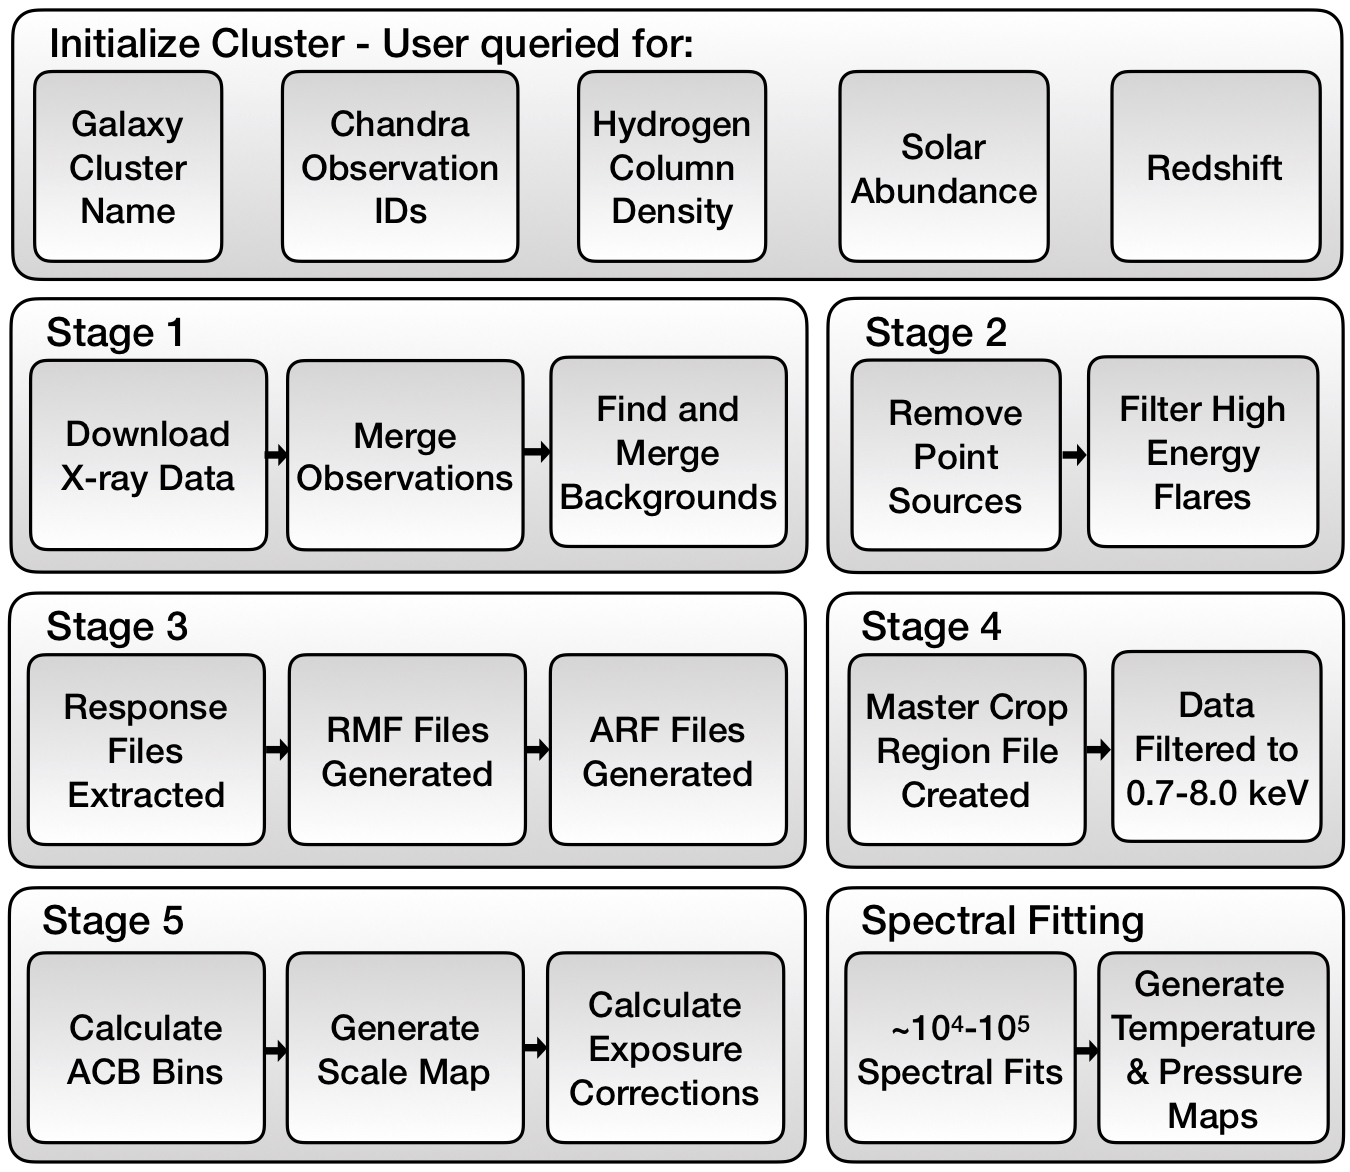 Initialize Cluster - User queried for:
Galaxy
Cluster
Name
Chandra
Observation
IDs
Hydrogen
Column
Density
Solar
Abundance
Redshift
Stage 1
Download
X-ray Data
Merge
Observations
Find and
Merge
Backgrounds
Stage 2
Remove
Point
Sources
Filter High
Energy
Flares
Stage 3
Response
Files
Extracted
RMF Files
Generated
ARF Files
Generated
Stage 4
Master Crop
Region File
Created
Data
Filtered to
0.7-8.0 keV
Stage 5
Calculate
ACB Bins
Generate
Scale Map
Calculate
Exposure
Corrections
Spectral Fitting
~10⁴-10⁵
Spectral Fits
Generate
Temperature
& Pressure
Maps